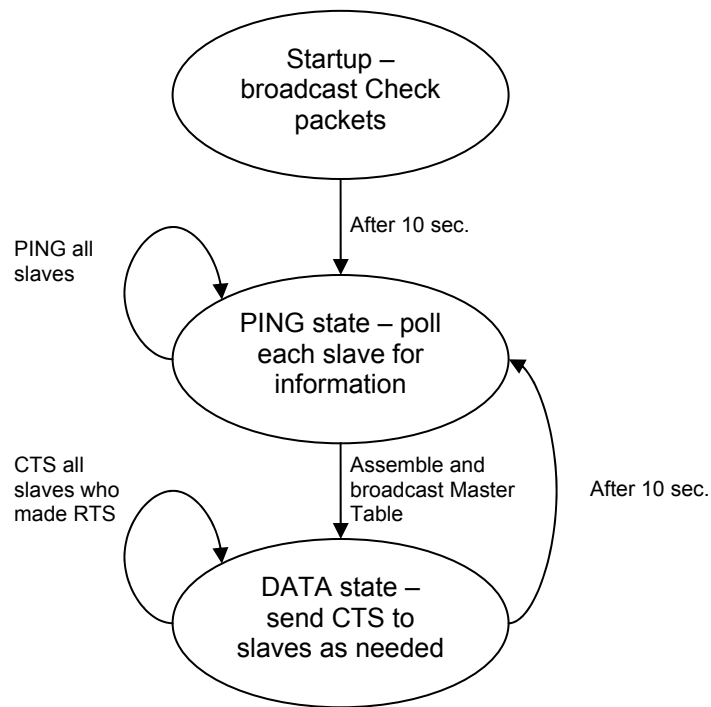 Startup –
broadcast Check
packets
After 10 sec.
PING all
slaves
PING state – poll
each slave for
information
CTS all
slaves who
made RTS
Assemble and
broadcast Master
Table
After 10 sec.
DATA state –
send CTS to
slaves as needed